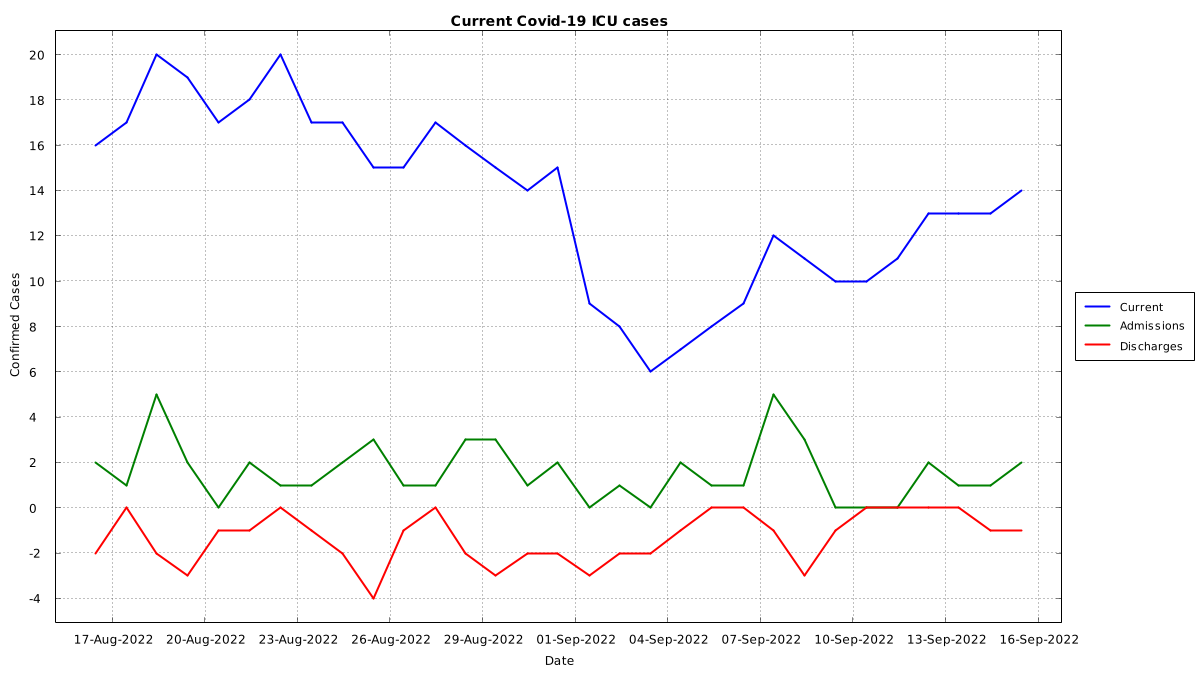 Current Covid-19 ICU cases
Confirmed Cases
20
18
16
14
12
10
8
6
4
2
0
-2
-4
17-Aug-2022 20-Aug-2022 23-Aug-2022 26-Aug-2022 29-Aug-2022 01-Sep-2022 04-Sep-2022 07-Sep-2022 10-Sep-2022 13-Sep-2022 16-Sep-2022
Date
Current
Admissions
Discharges